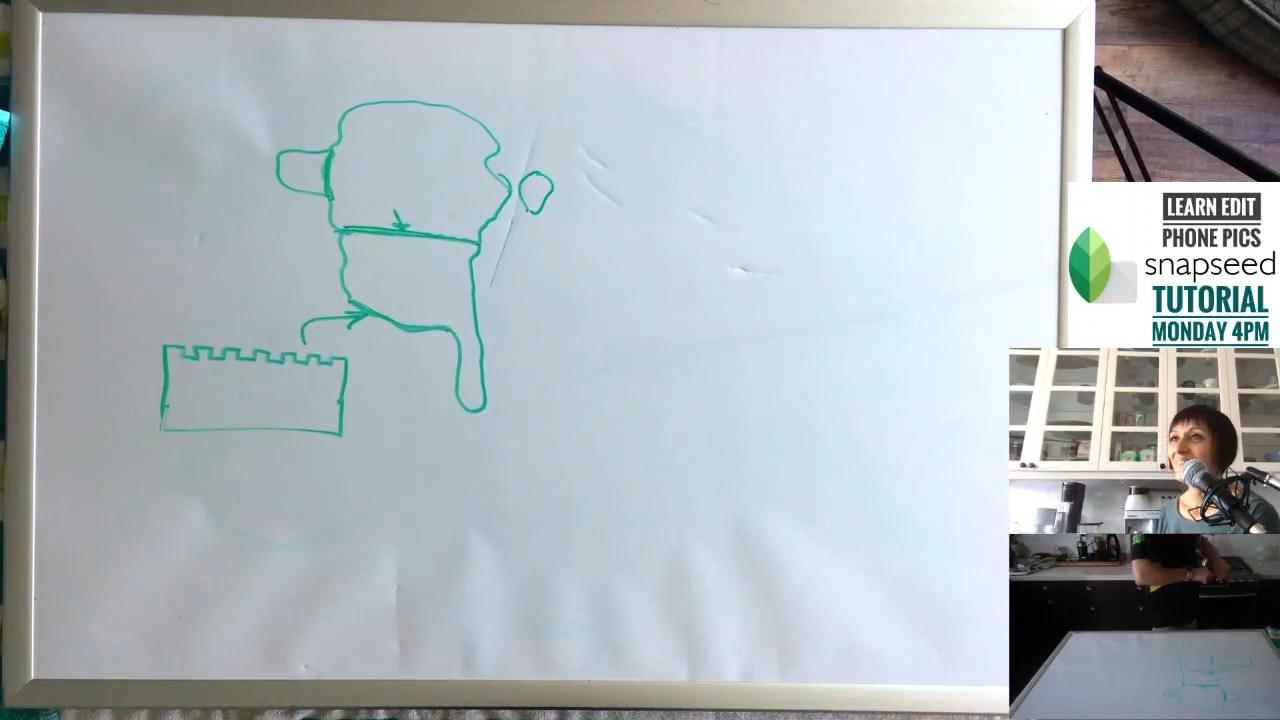 LEARN EDIT
PHONE PICS
snapseed
TUTORIAL
MONDAY 4PM